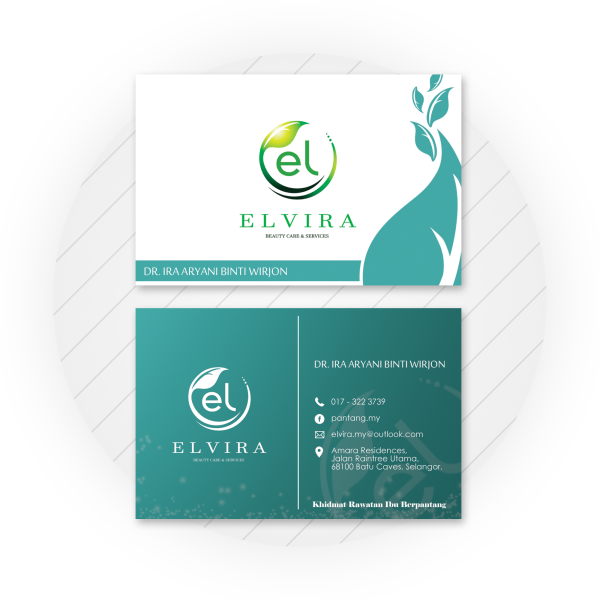 el
ELVIRA
BEAUTY CARE & SERVICES
DR. IRA ARYANI BINTI WIRJON
el
ELVIRA
BEAUTY CARE & SERVICES
DR. IRA ARYANI BINTI WIRJON
017 - 322 3739
pantang.my
elvira.my@outlook.com
Amara Residences,
Jalan Raintree Utama,
68100 Batu Caves, Selangor.
Khidmat Rawatan Ibu Berpantang